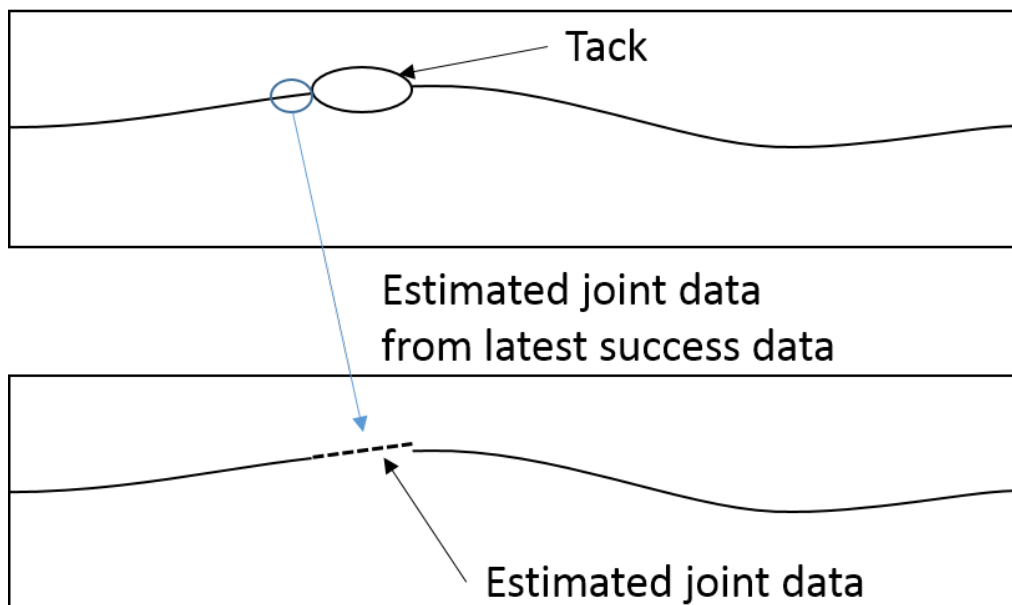 Tack
Estimated joint data
from latest success data
Estimated joint data